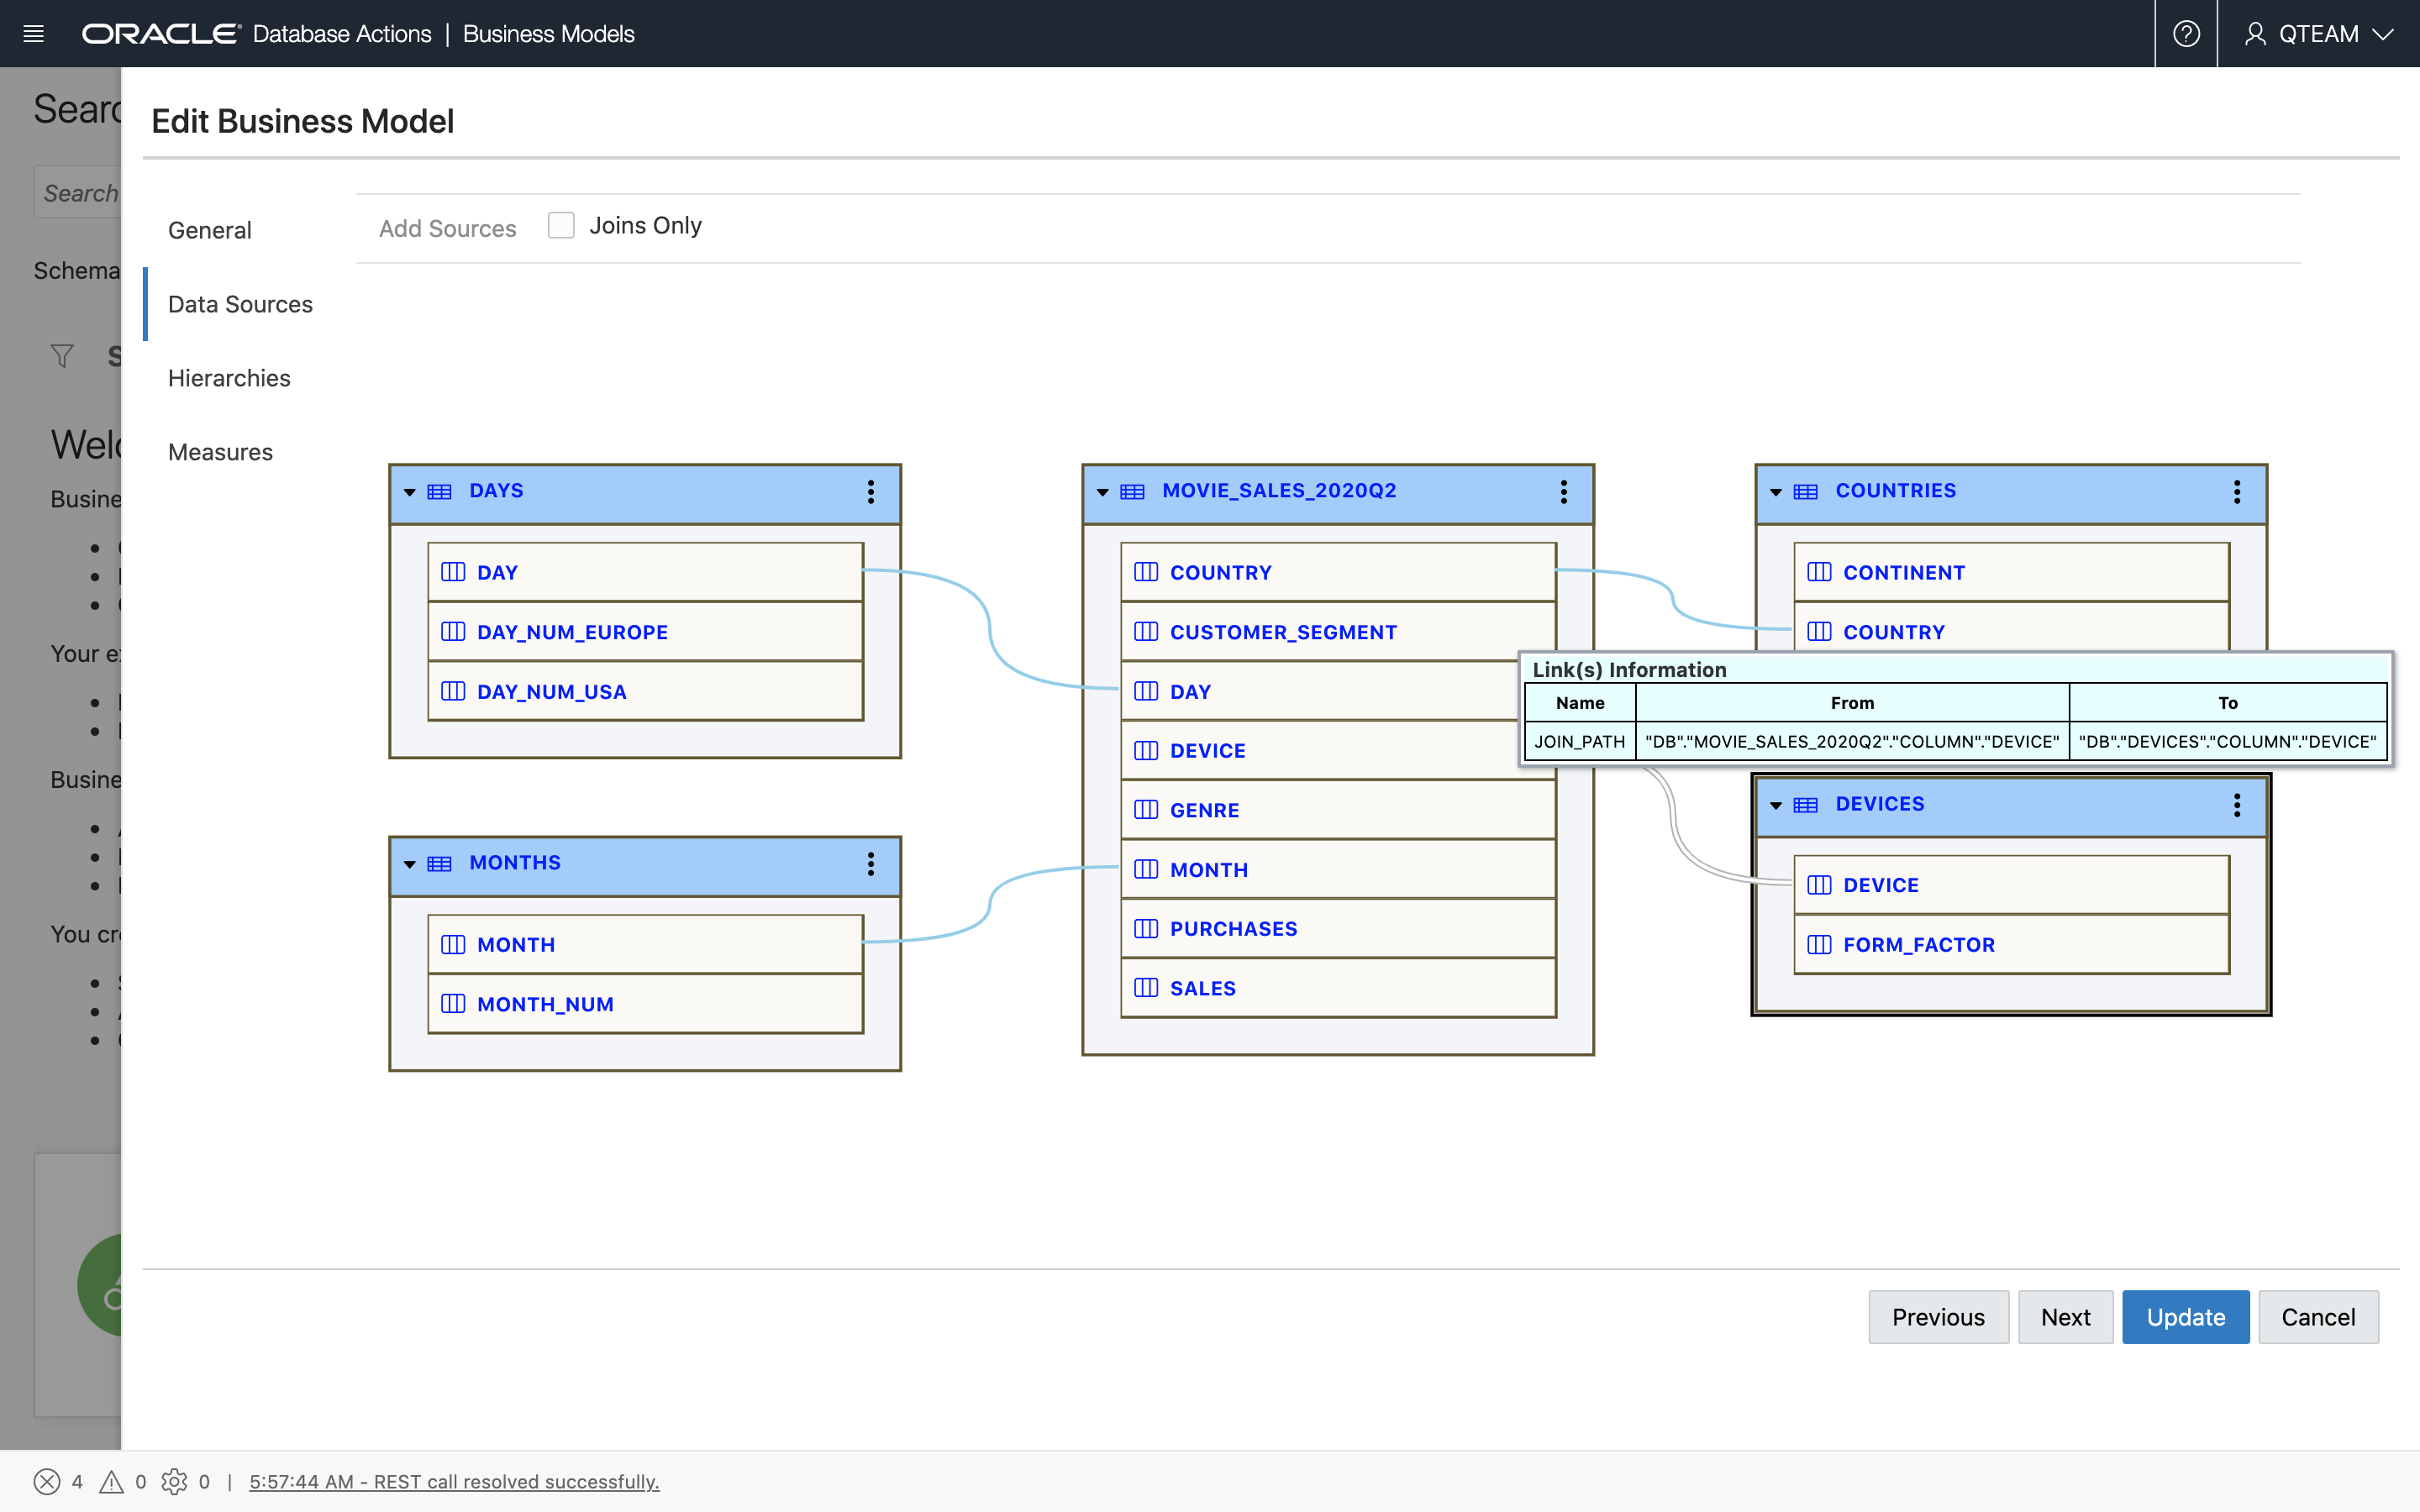 ORACLE Database Actions | Business Models
QTEAM
Sear
Search
Schema
S
Welc
Busine
Your e
Busine
You cr
Edit Business Model
General
Data Sources
Hierarchies
Measures
Add Sources
Joins Only
DAYS
DAY
DAY_NUM_EUROPE
DAY_NUM_USA
MONTHS
MONTH
MONTH_NUM
MOVIE_SALES_2020Q2
COUNTRY
CUSTOMER_SEGMENT
DAY
DEVICE
GENRE
MONTH
PURCHASES
SALES
COUNTRIES
CONTINENT
COUNTRY
Link(s) Information
Name From To
JOIN_PATH "DB"."MOVIE_SALES_2020Q2"."COLUMN"."DEVICE" "DB"."DEVICES"."COLUMN"."DEVICE"
DEVICES
DEVICE
FORM_FACTOR
Previous Next Update Cancel
4 0 0 | 5:57:44 AM - REST call resolved successfully.